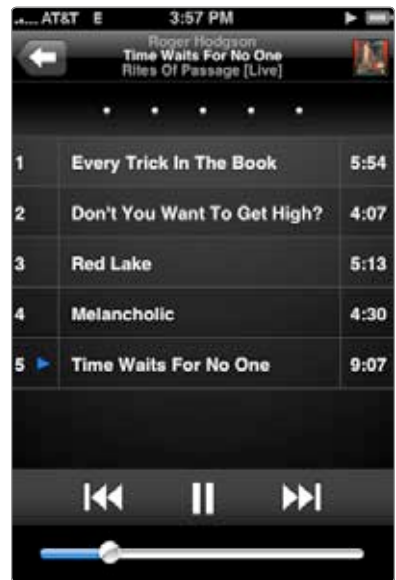 AT&T E 3:57 PM
Roger Hodgson
Time Waits For No One
Rites Of Passage [Live]
1 Every Trick In The Book 5:54
2 Don't You Want To Get High? 4:07
3 Red Lake 5:13
4 Melancholic 4:30
5 Time Waits For No One 9:07